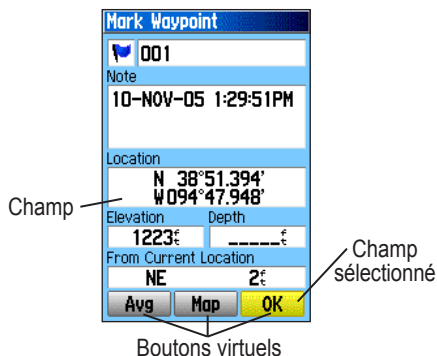 Mark Waypoint
001
Note
10-NOV-05 1:29:51PM
Location
N 38°51.394'
W094°47.948'
Champ
Elevation Depth
1223ft _____ft
From Current Location
NE 2ft
Champ
sélectionné
Avg Map OK
Boutons virtuels